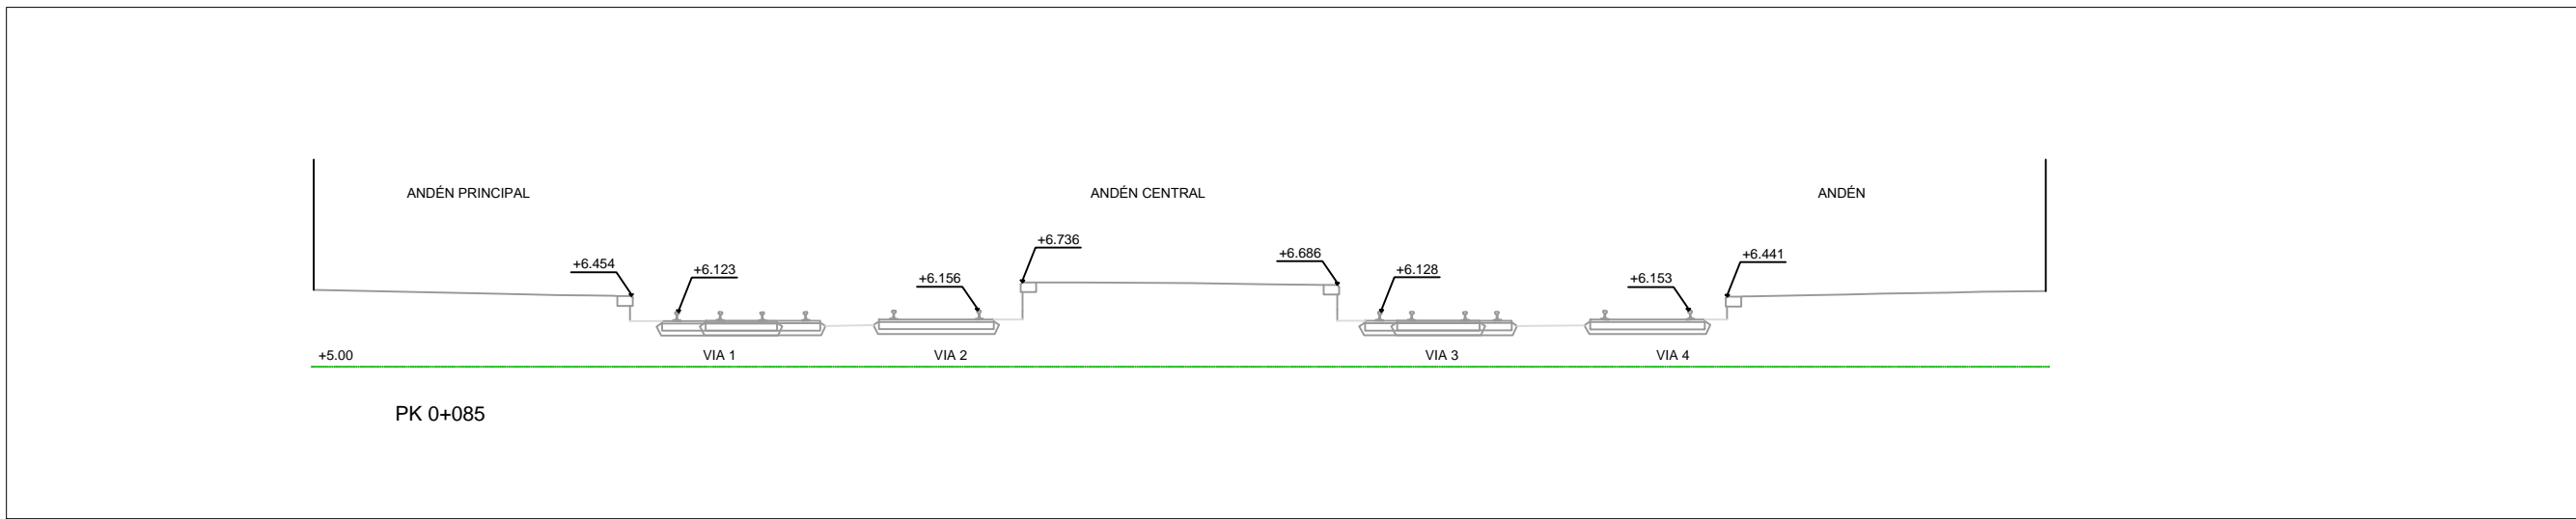 ANDÉN PRINCIPAL
ANDÉN CENTRAL
ANDÉN
+6.454
+6.123
+6.156
+6.736
+6.686
+6.128
+6.153
+6.441
+5.00
VIA 1
VIA 2
VIA 3
VIA 4
PK 0+085